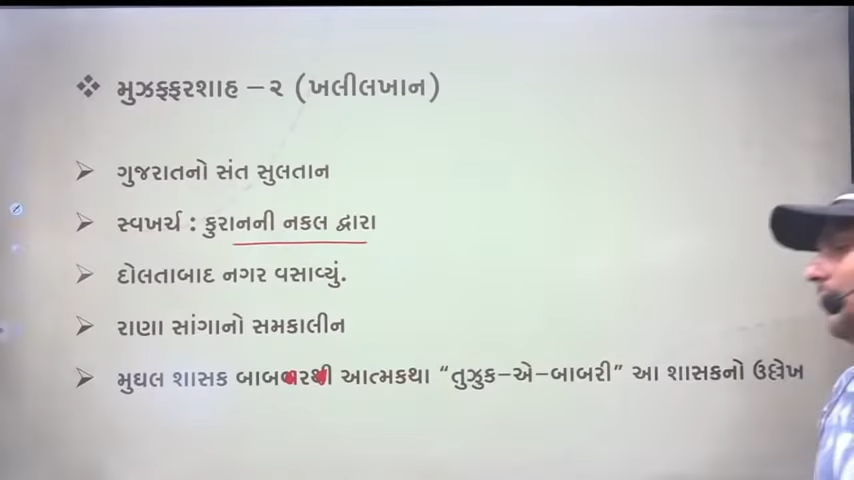 ❖ મુઝફ્ફરશાહ – ૨ (ખલીલખાન)
➢ ગુજરાતનો સંત સુલતાન
➢ સ્વખર્ચ : કુરાનની નકલ દ્વારા
➢ દોલતાબાદ નગર વસાવ્યું.
➢ રાણા સાંગાનો સમકાલીન
➢ મુઘલ શાસક આત્મકથા “તુઝુક-એ-બાબરી” આ શાસકનો ઉલ્લેખ